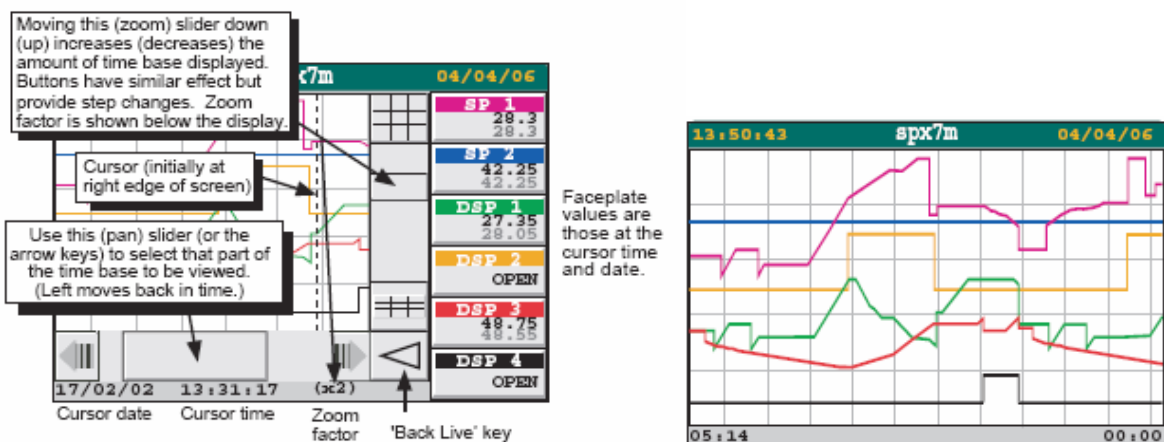 Moving this (zoom) slider down
(up) increases (decreases) the
amount of time base displayed.
Buttons have similar effect but
provide step changes. Zoom
factor is shown below the display.
x7m
04/04/06
Cursor (initially at
right edge of screen)
Use this (pan) slider (or the
arrow keys) to select that part of
the time base to be viewed.
(Left moves back in time.)
SP 1
28.3
28.3
SP 2
42.25
42.25
DSP 1
27.35
28.05
DSP 2
OPEN
DSP 3
48.75
48.55
DSP 4
OPEN
17/02/02 13:31:17 (x2)
Cursor date Cursor time Zoom
factor
'Back Live' key
Faceplate
values are
those at the
cursor time
and date.
13:50:43 spx7m 04/04/06
05:14 00:00